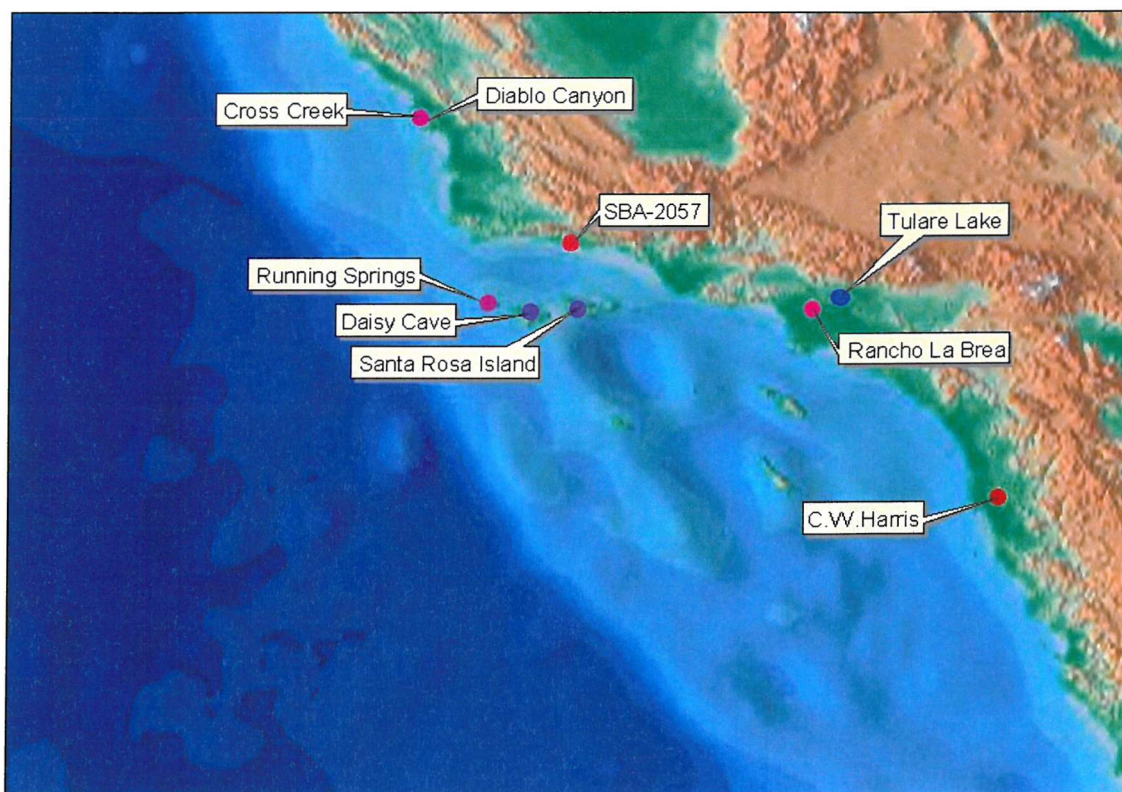 Diablo Canyon
Cross Creek
SBA-2057
Tulare Lake
Running Springs
Daisy Cave
Santa Rosa Island
Rancho La Brea
C.W.Harris